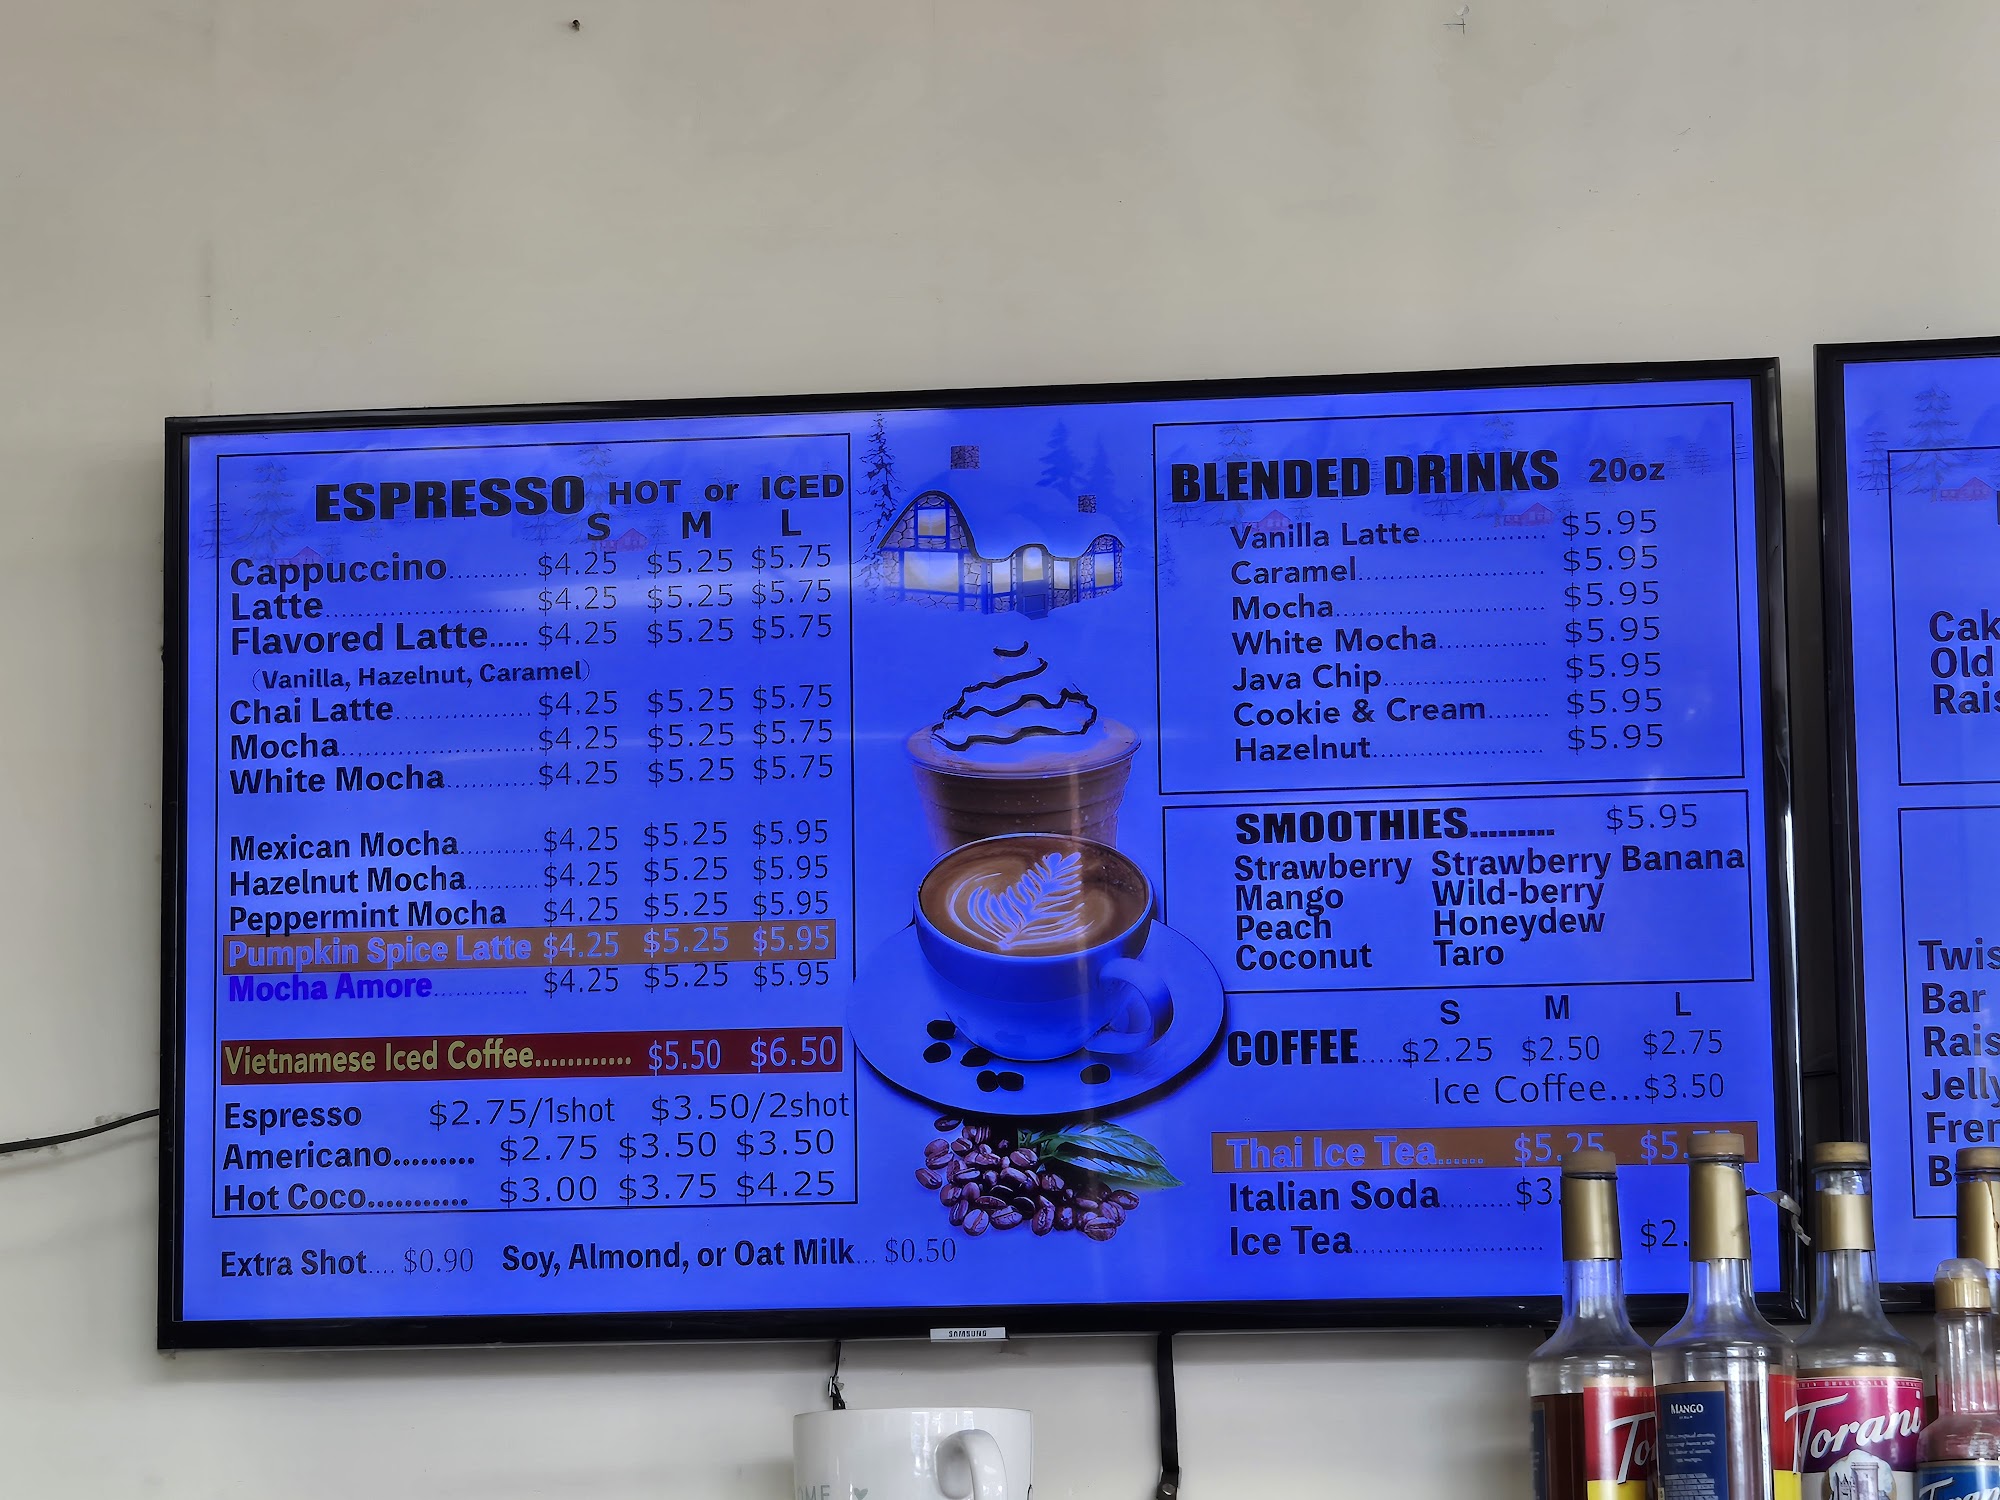 ESPRESSO HOT or ICED
S M L
Cappuccino.......... $4.25 $5.25 $5.75
Latte........................... $4.25 $5.25 $5.75
Flavored Latte..... $4.25 $5.25 $5.75
(Vanilla, Hazelnut, Caramel)
Chai Latte.................. $4.25 $5.25 $5.75
Mocha......................... $4.25 $5.25 $5.75
White Mocha........... $4.25 $5.25 $5.75
Mexican Mocha.......... $4.25 $5.25 $5.95
Hazelnut Mocha......... $4.25 $5.25 $5.95
Peppermint Mocha $4.25 $5.25 $5.95
Pumpkin Spice Latte $4.25 $5.25 $5.95
Mocha Amore............ $4.25 $5.25 $5.95
Vietnamese Iced Coffee............ $5.50 $6.50
Espresso $2.75/1shot $3.50/2shot
Americano......... $2.75 $3.50 $3.50
Hot Coco........... $3.00 $3.75 $4.25
Extra Shot.... $0.90 Soy, Almond, or Oat Milk... $0.50
BLENDED DRINKS 20oz
Vanilla Latte................ $5.95
Caramel........................ $5.95
Mocha........................... $5.95
White Mocha.............. $5.95
Java Chip..................... $5.95
Cookie & Cream........ $5.95
Hazelnut....................... $5.95
SMOOTHIES......... $5.95
Strawberry Strawberry Banana
Mango Wild-berry
Peach Honeydew
Coconut Taro
S M L
COFFEE.....$2.25 $2.50 $2.75
Ice Coffee...$3.50
Thai Ice Tea...... $5.25 $5.
Italian Soda......... $3.
Ice Tea......................... $2.
Old
Bar
SAMSUNG
MANGO
Torani